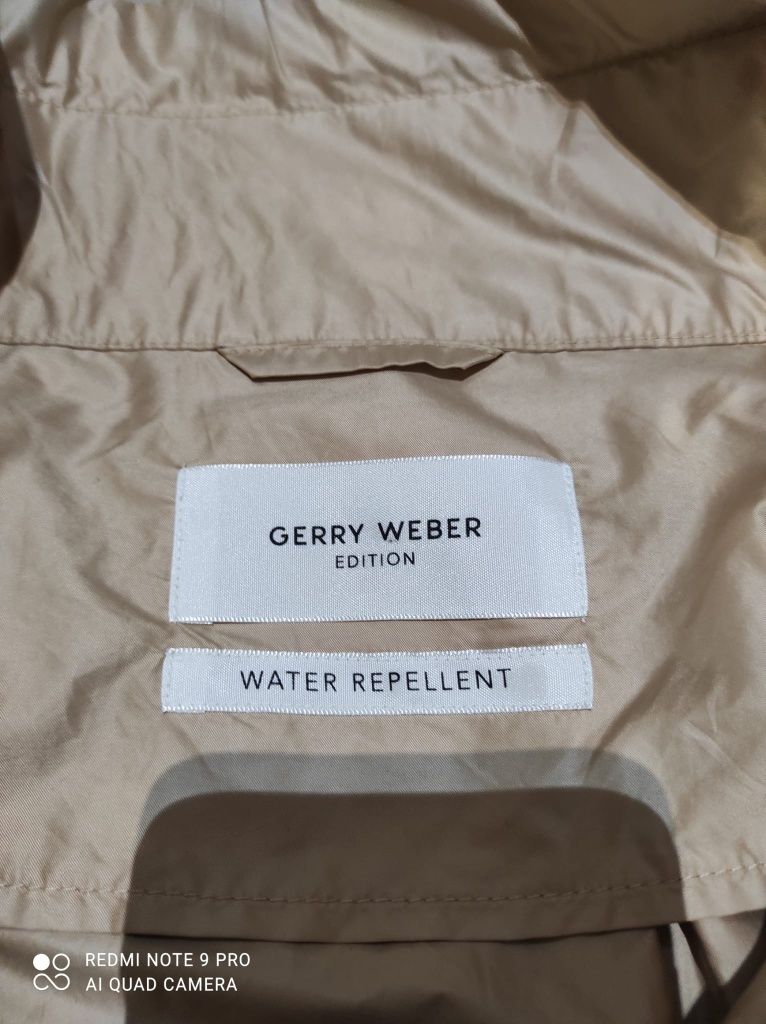 GERRY WEBER
EDITION
WATER REPELLENT
REDMI NOTE 9 PRO
AI QUAD CAMERA